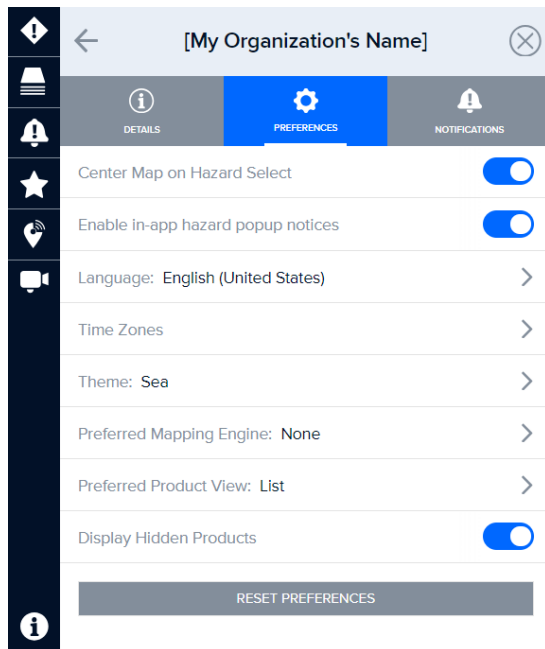 [My Organization's Name]
DETAILS
PREFERENCES
NOTIFICATIONS
Center Map on Hazard Select
Enable in-app hazard popup notices
Language: English (United States)
Time Zones
Theme: Sea
Preferred Mapping Engine: None
Preferred Product View: List
Display Hidden Products
RESET PREFERENCES